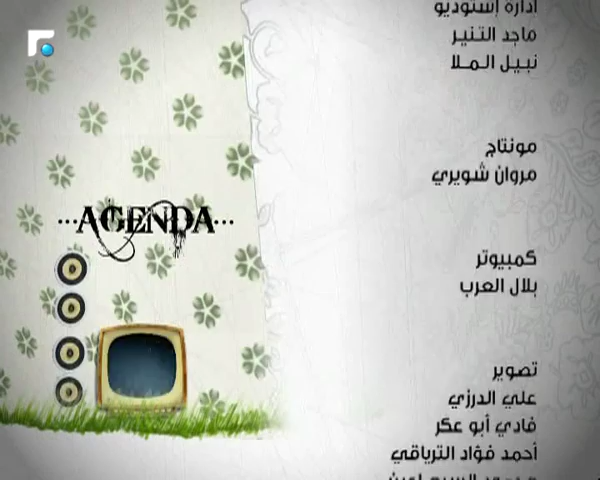 إدارة إستوديو
ماجد التنير
نبيل الملا
مونتاج
مروان شويري
...AGENDA...
كمبيوتر
بلال العرب
تصوير
علي الدرزي
فادي أبو عكر
أحمد فؤاد الترياقي